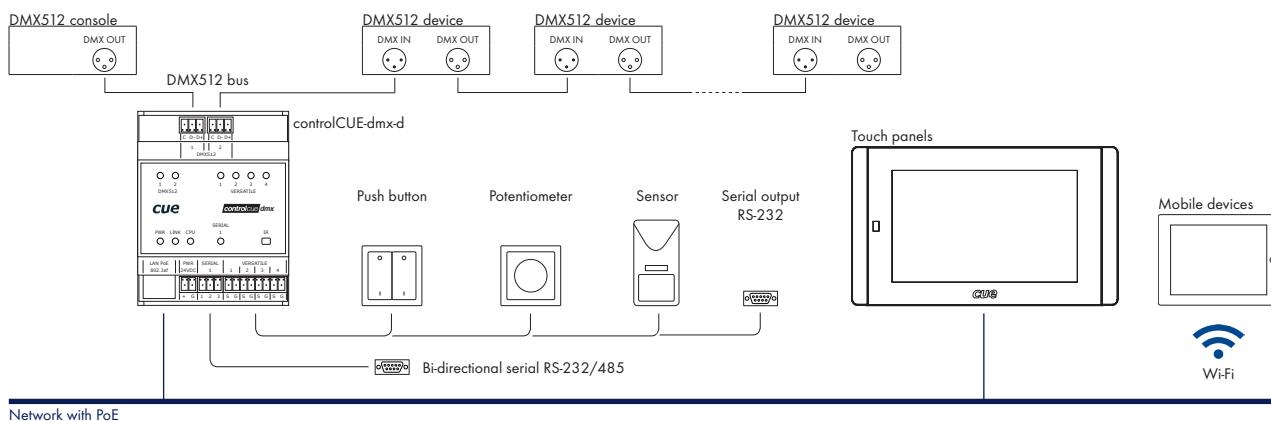 DMX512 console
DMX OUT
DMX512 device
DMX IN DMX OUT
DMX512 device
DMX IN DMX OUT
DMX512 device
DMX IN DMX OUT
DMX512 bus
controlCUE-dmx-d
C D- D+ C D- D+
1 2
DMX512
1 2
DMX512
1 2 3 4
VERSATILE
cue
controlcue dmx
PWR LINK CPU
SERIAL
1
IR
LAN PoE
802.3af
PWR
24VDC
SERIAL
1
VERSATILE
1 2 3 4
+ G 1 2 3 S G S G S G S G
Push button
Potentiometer
Sensor
Serial output
RS-232
Touch panels
cue
Mobile devices
Wi-Fi
Bi-directional serial RS-232/485
Network with PoE